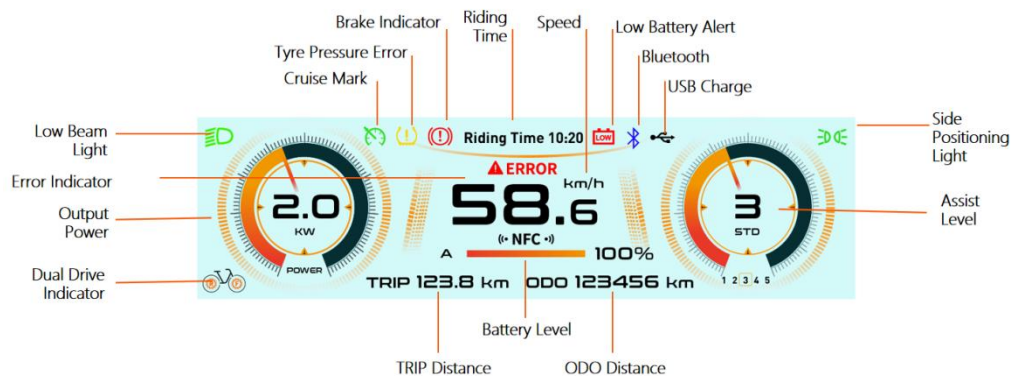 Brake Indicator
Riding
Time
Speed
Low Battery Alert
Tyre Pressure Error
Bluetooth
Cruise Mark
USB Charge
Low Beam
Light
Side
Positioning
Light
Riding Time 10:20
LOW
ERROR
Error Indicator
58.6
km/h
2.0
KW
POWER
Output
Power
3
STD
1 2 3 4 5
Assist
Level
NFC
A
100%
Dual Drive
Indicator
TRIP 123.8 km
ODO 123456 km
Battery Level
TRIP Distance
ODO Distance